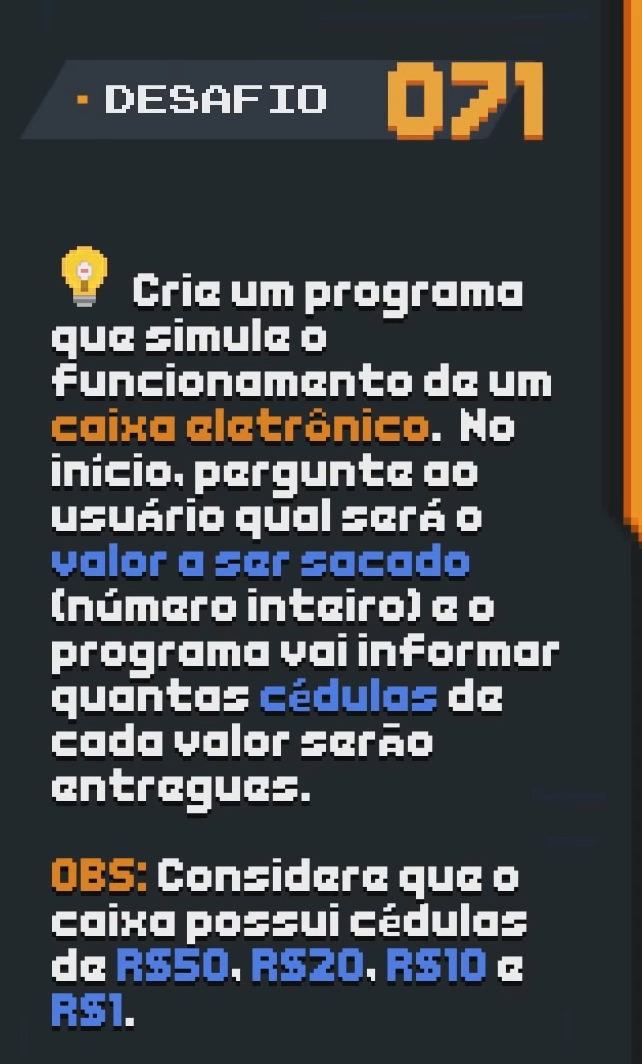 DESAFIO 071
Crie um programa
que simule o
funcionamento de um
caixa eletrônico. No
início, pergunte ao
usuário qual será o
valor a ser sacado
(número inteiro) e o
programa vai informar
quantas cédulas de
cada valor serão
entregues.
OBS: Considere que o
caixa possui cédulas
de R$50, R$20, R$10 e
R$1.